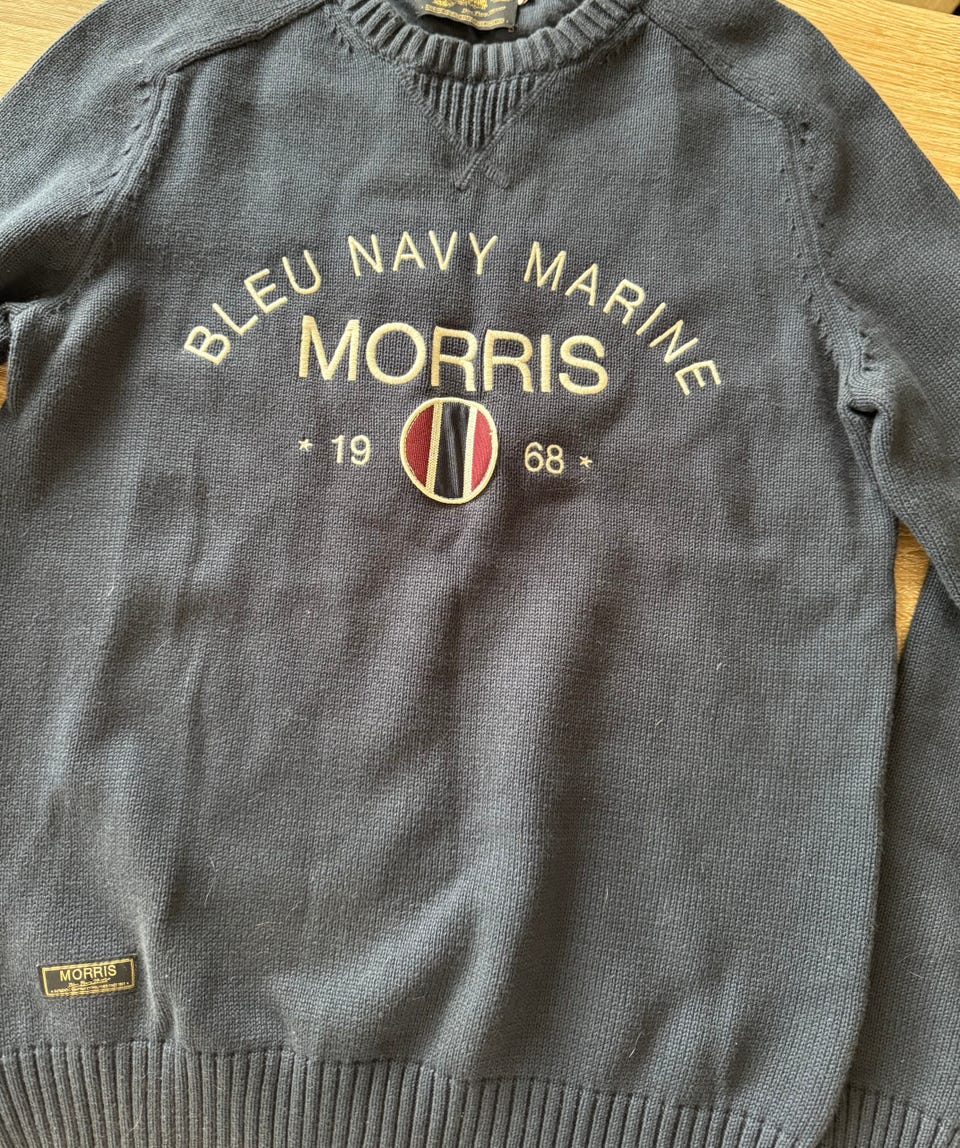 BLEU NAVY MARINE
MORRIS
* 19 68 *
MORRIS